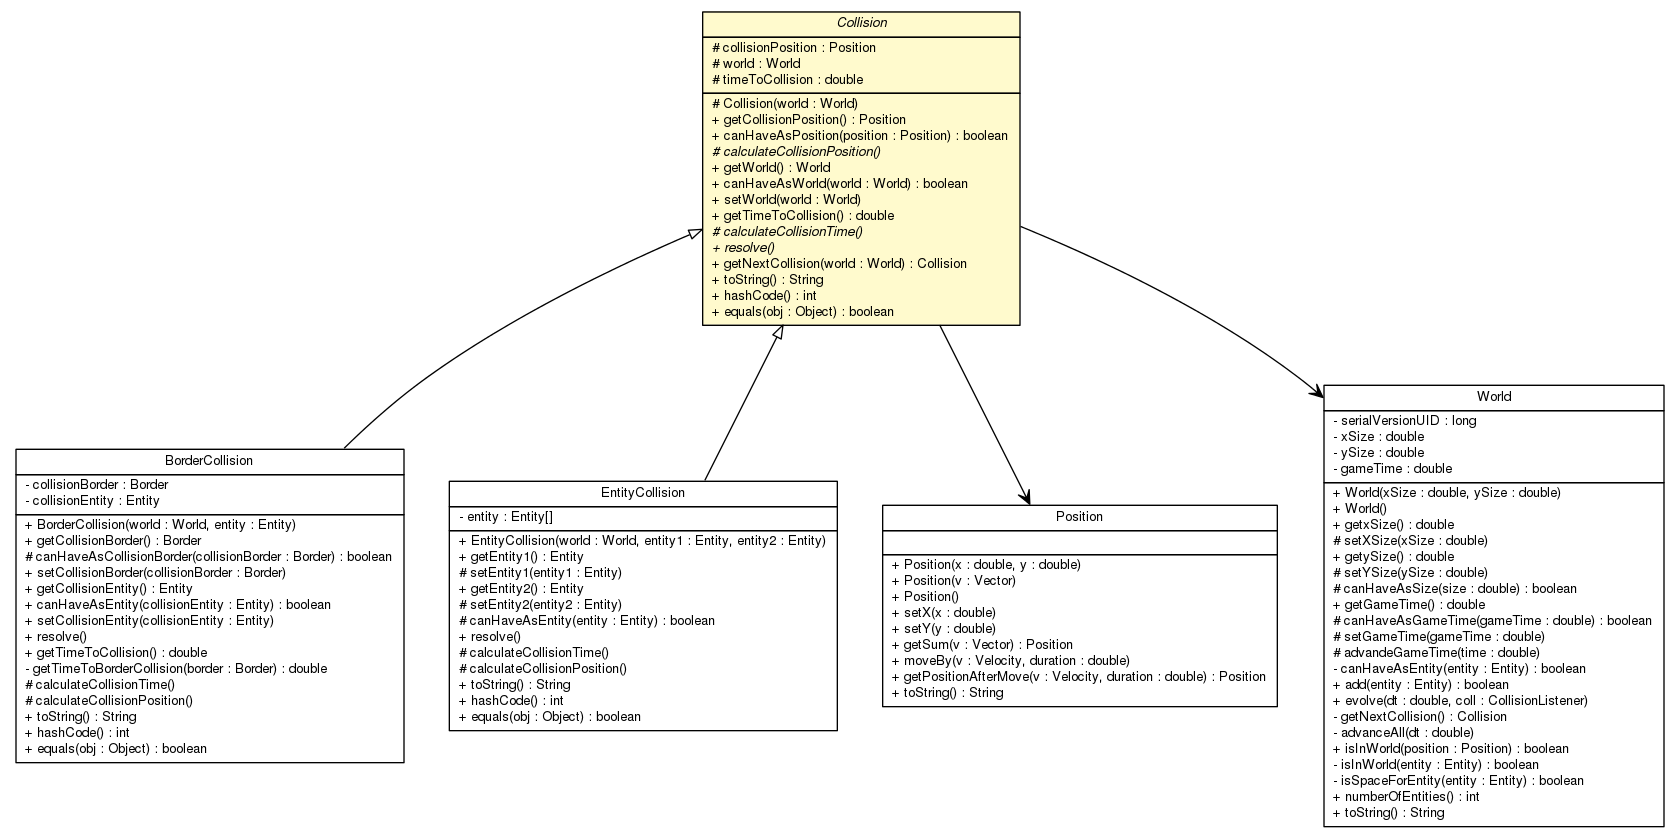 Collision
# collisionPosition : Position
# world : World
# timeToCollision : double
# Collision(world : World)
+ getCollisionPosition() : Position
+ canHaveAsPosition(position : Position) : boolean
# calculateCollisionPosition()
+ getWorld() : World
+ canHaveAsWorld(world : World) : boolean
+ setWorld(world : World)
+ getTimeToCollision() : double
# calculateCollisionTime()
+ resolve()
+ getNextCollision(world : World) : Collision
+ toString() : String
+ hashCode() : int
+ equals(obj : Object) : boolean
BorderCollision
- collisionBorder : Border
- collisionEntity : Entity
+ BorderCollision(world : World, entity : Entity)
+ getCollisionBorder() : Border
# canHaveAsCollisionBorder(collisionBorder : Border) : boolean
+ setCollisionBorder(collisionBorder : Border)
+ getCollisionEntity() : Entity
+ canHaveAsEntity(collisionEntity : Entity) : boolean
+ setCollisionEntity(collisionEntity : Entity)
+ resolve()
+ getTimeToCollision() : double
- getTimeToBorderCollision(border : Border) : double
# calculateCollisionTime()
# calculateCollisionPosition()
+ toString() : String
+ hashCode() : int
+ equals(obj : Object) : boolean
EntityCollision
- entity : Entity[]
+ EntityCollision(world : World, entity1 : Entity, entity2 : Entity)
+ getEntity1() : Entity
# setEntity1(entity1 : Entity)
+ getEntity2() : Entity
# setEntity2(entity2 : Entity)
# canHaveAsEntity(entity : Entity) : boolean
+ resolve()
# calculateCollisionTime()
# calculateCollisionPosition()
+ toString() : String
+ hashCode() : int
+ equals(obj : Object) : boolean
Position
+ Position(x : double, y : double)
+ Position(v : Vector)
+ Position()
+ setX(x : double)
+ setY(y : double)
+ getSum(v : Vector) : Position
+ moveBy(v : Velocity, duration : double)
+ getPositionAfterMove(v : Velocity, duration : double) : Position
+ toString() : String
World
- serialVersionUID : long
- xSize : double
- ySize : double
- gameTime : double
+ World(xSize : double, ySize : double)
+ World()
+ getxSize() : double
# setXSize(xSize : double)
+ getySize() : double
# setYSize(ySize : double)
# canHaveAsSize(size : double) : boolean
+ getGameTime() : double
# canHaveAsGameTime(gameTime : double) : boolean
# setGameTime(gameTime : double)
# advandeGameTime(time : double)
- canHaveAsEntity(entity : Entity) : boolean
+ add(entity : Entity) : boolean
+ evolve(dt : double, coll : CollisionListener)
- getNextCollision() : Collision
- advanceAll(dt : double)
+ isInWorld(position : Position) : boolean
- isInWorld(entity : Entity) : boolean
- isSpaceForEntity(entity : Entity) : boolean
+ numberOfEntities() : int
+ toString() : String